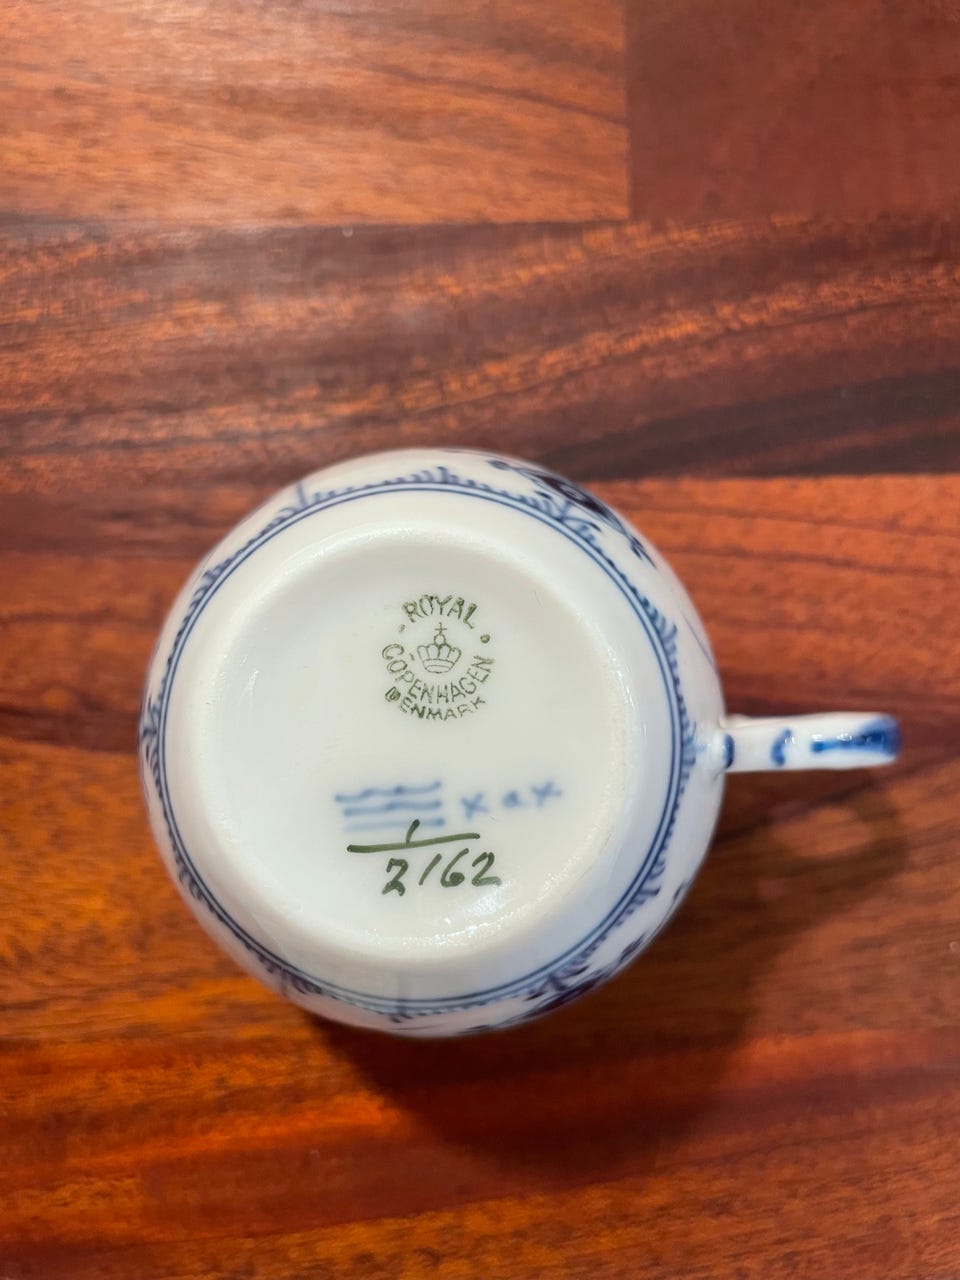 ROYAL
COPENHAGEN
DENMARK
x a x
1
2162